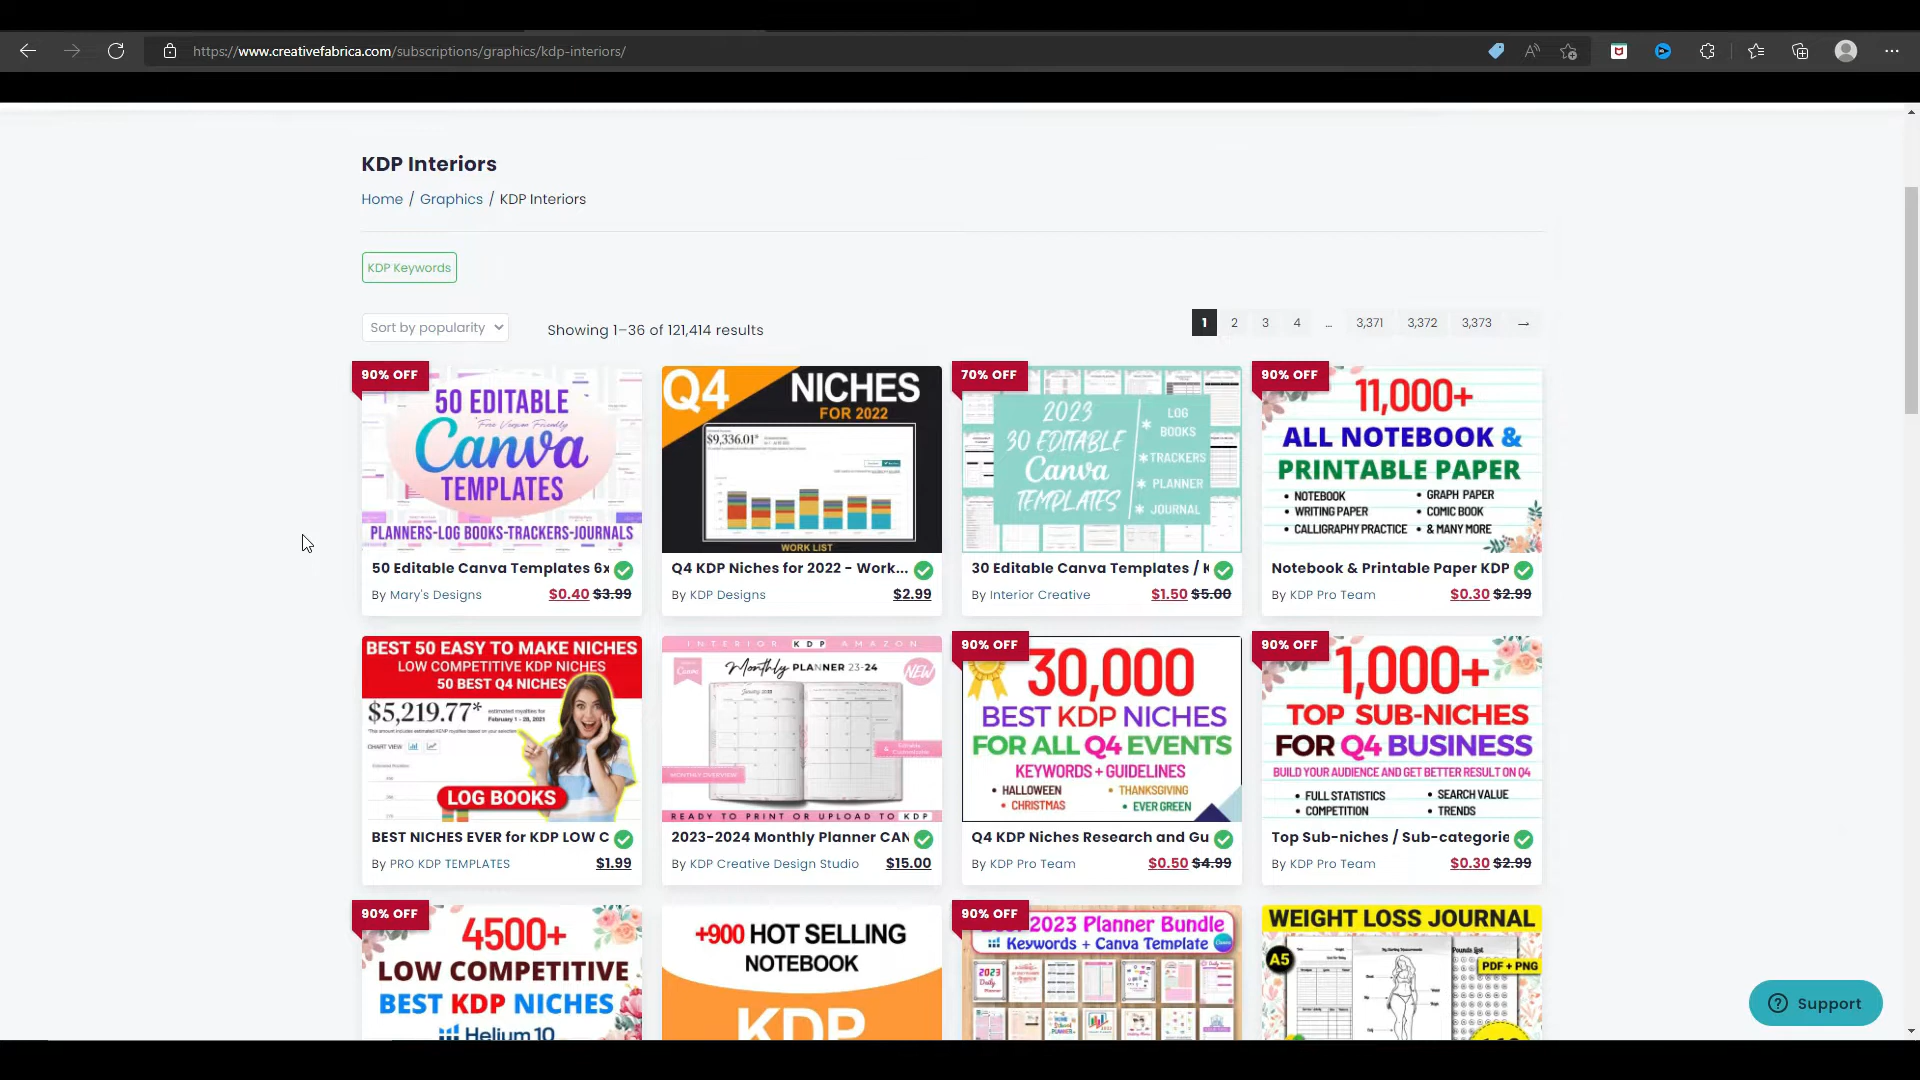 https://www.creativefabrica.com/subscriptions/graphics/kdp-interiors/
KDP Interiors
Home / Graphics / KDP Interiors
KDP Keywords
Sort by popularity
Showing 1–36 of 121,414 results
1 2 3 4 ... 3,371 3,372 3,373 →
90% OFF
50 EDITABLE
Free Version Friendly
Canva
TEMPLATES
PLANNERS-LOG BOOKS-TRACKERS-JOURNALS
50 Editable Canva Templates 6x
By Mary's Designs $0.40 $3.99
Q4 NICHES
FOR 2022
$9,336.01*
WORK LIST
Q4 KDP Niches for 2022 - Work...
By KDP Designs $2.99
70% OFF
2023
30 EDITABLE
Canva
TEMPLATES
LOG
* BOOKS
*TRACKERS
* PLANNER
* JOURNAL
30 Editable Canva Templates / K
By Interior Creative $1.50 $5.00
90% OFF
11,000+
ALL NOTEBOOK &
PRINTABLE PAPER
• NOTEBOOK • GRAPH PAPER
• WRITING PAPER • COMIC BOOK
• CALLIGRAPHY PRACTICE • & MANY MORE
Notebook & Printable Paper KDP
By KDP Pro Team $0.30 $2.99
BEST 50 EASY TO MAKE NICHES
LOW COMPETITIVE KDP NICHES
50 BEST Q4 NICHES
$5,219.77* estimated royalties for
February 1 - 28, 2021
CHART VIEW
LOG BOOKS
BEST NICHES EVER for KDP LOW C
By PRO KDP TEMPLATES $1.99
INTERIOR KDP AMAZON
Monthly PLANNER 23-24
NEW
MONTHLY OVERVIEW
READY TO PRINT OR UPLOAD TO KDP
2023-2024 Monthly Planner CAN
By KDP Creative Design Studio $15.00
90% OFF
30,000
BEST KDP NICHES
FOR ALL Q4 EVENTS
KEYWORDS + GUIDELINES
• HALLOWEEN • THANKSGIVING
• CHRISTMAS • EVER GREEN
Q4 KDP Niches Research and Gu
By KDP Pro Team $0.50 $4.99
90% OFF
1,000+
TOP SUB-NICHES
FOR Q4 BUSINESS
BUILD YOUR AUDIENCE AND GET BETTER RESULT ON Q4
• FULL STATISTICS • SEARCH VALUE
• COMPETITION • TRENDS
Top Sub-niches / Sub-categorie
By KDP Pro Team $0.30 $2.99
90% OFF
4500+
LOW COMPETITIVE
BEST KDP NICHES
Helium 10
+900 HOT SELLING
NOTEBOOK
KDP
90% OFF
2023 Planner Bundle
Keywords + Canva Template
WEIGHT LOSS JOURNAL
A5
PDF + PNG
Support